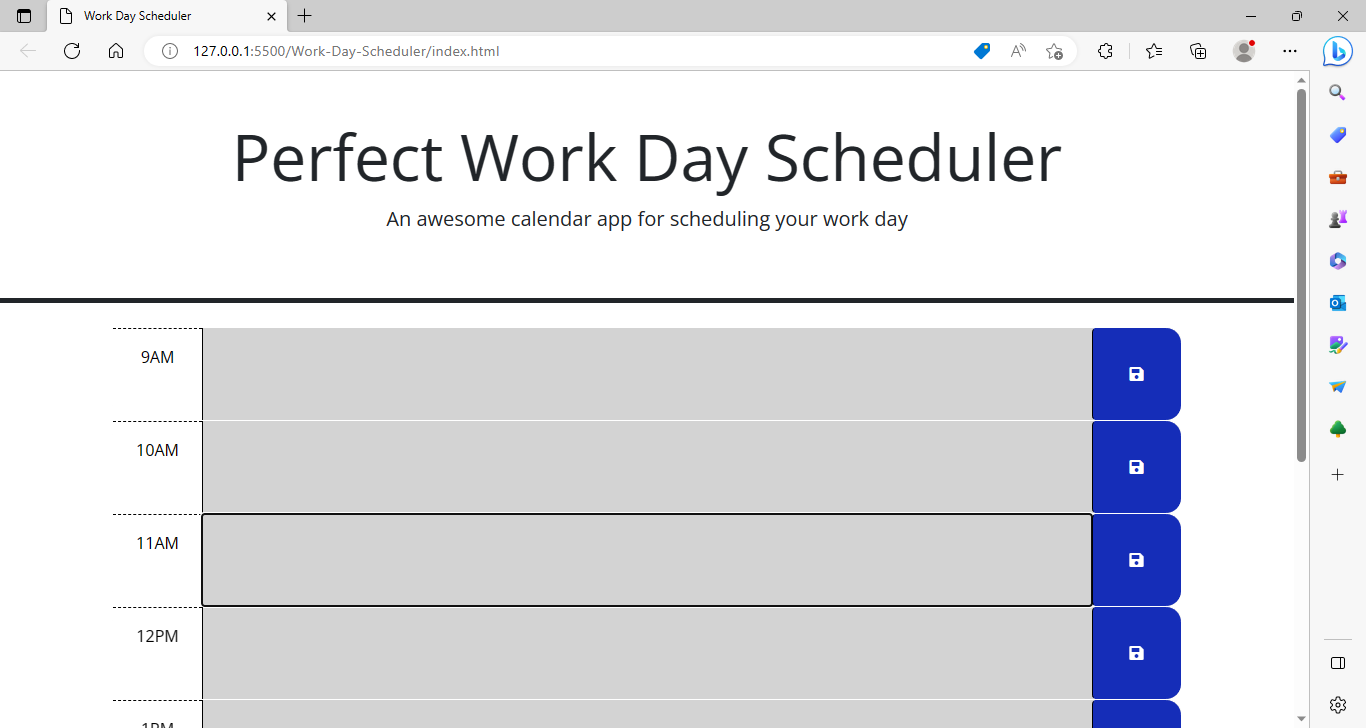 Work Day Scheduler
127.0.0.1:5500/Work-Day-Scheduler/index.html
Perfect Work Day Scheduler
An awesome calendar app for scheduling your work day
9AM
10AM
11AM
12PM
1PM